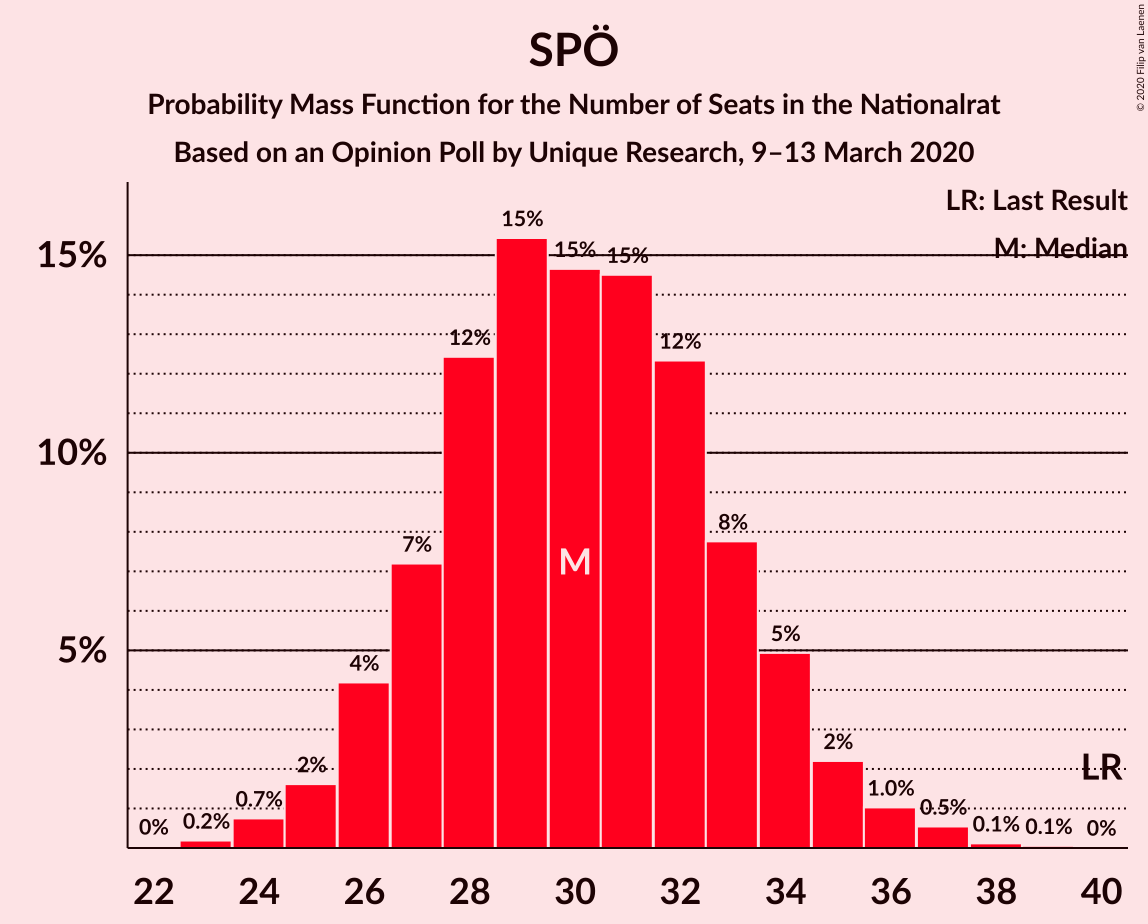 © 2020 Filip van Laenen
SPÖ
Probability Mass Function for the Number of Seats in the Nationalrat
Based on an Opinion Poll by Unique Research, 9–13 March 2020
LR: Last Result
M: Median
15%
10%
5%
0%
0.2%
0.7%
2%
4%
7%
12%
15%
15%
15%
12%
8%
5%
2%
1.0%
0.5%
0.1%
0.1%
0%
M
LR
22 24 26 28 30 32 34 36 38 40